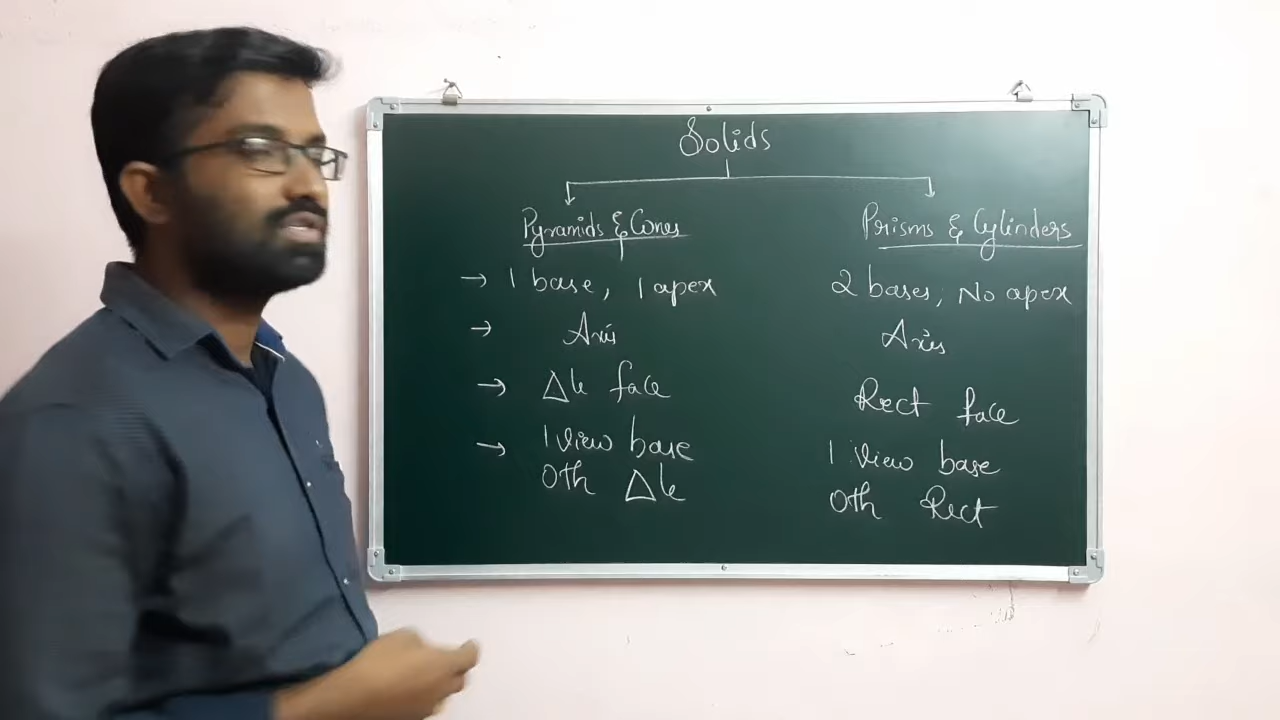 Solids
Pyramids & Cones
→ 1 base, 1 apex
→ Axis
→ Δle face
→ 1 View base
Oth Δle
Prisms & Cylinders
2 bases, No apex
Axis
Rect face
1 View base
Oth Rect